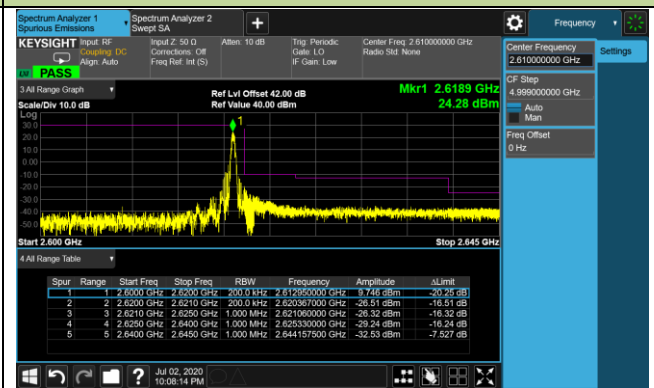 Spectrum Analyzer 1
Spurious Emissions
Spectrum Analyzer 2
Swept SA
Frequency
KEYSIGHT
Input: RF
Coupling: DC
Align: Auto
Input Z: 50 Ω
Corrections: Off
Freq Ref: Int (S)
Atten: 10 dB
Trig: Periodic
Gate: LO
IF Gain: Low
Center Freq: 2.610000000 GHz
Radio Std: None
PASS
Center Frequency
2.610000000 GHz
Settings
CF Step
4.999000000 GHz
Auto
Man
Freq Offset
0 Hz
3 All Range Graph
Scale/Div 10.0 dB
Ref Lvl Offset 42.00 dB
Ref Value 40.00 dBm
Mkr1 2.6189 GHz
24.28 dBm
Log
30.0
20.0
10.0
0.00
-10.0
-20.0
-30.0
-40.0
-50.0
1
Start 2.600 GHz
Stop 2.645 GHz
4 All Range Table
Spur Range Start Freq Stop Freq RBW Frequency Amplitude ΔLimit
1 1 2.6000 GHz 2.6200 GHz 200.0 kHz 2.612950000 GHz 9.746 dBm -20.25 dB
2 2 2.6200 GHz 2.6210 GHz 200.0 kHz 2.620367000 GHz -26.51 dBm -16.51 dB
3 3 2.6210 GHz 2.6250 GHz 1.000 MHz 2.621060000 GHz -26.32 dBm -16.32 dB
4 4 2.6250 GHz 2.6400 GHz 1.000 MHz 2.625330000 GHz -29.24 dBm -16.24 dB
5 5 2.6400 GHz 2.6450 GHz 1.000 MHz 2.644157500 GHz -32.53 dBm -7.527 dB
Jul 02, 2020
10:08:14 PM